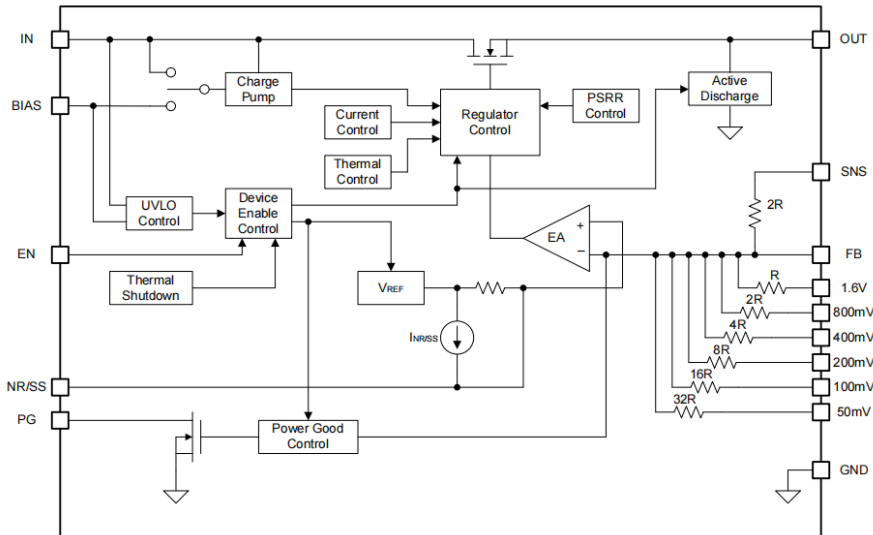 IN
OUT
Charge
Pump
Active
Discharge
BIAS
Current
Control
Regulator
Control
PSRR
Control
Thermal
Control
SNS
2R
UVLO
Control
Device
Enable
Control
EA
+
−
EN
FB
Thermal
Shutdown
VREF
R
1.6V
2R
800mV
INR/SS
4R
400mV
8R
200mV
NR/SS
16R
100mV
PG
32R
50mV
Power Good
Control
GND